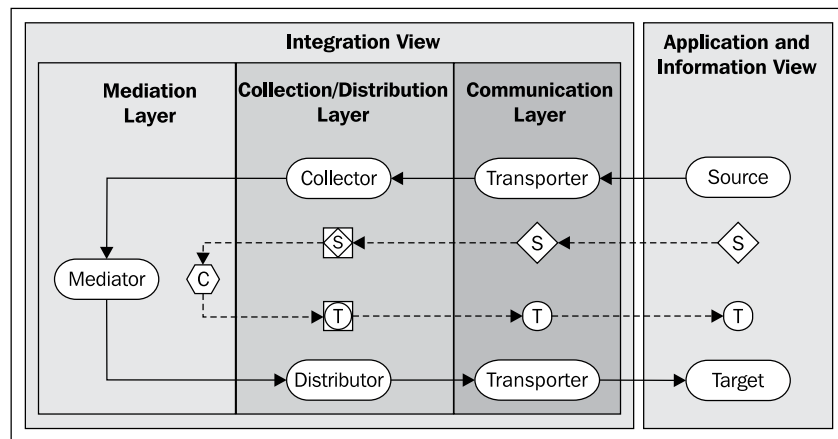 Integration View
Application and
Information View
Mediation
Layer
Collection/Distribution
Layer
Communication
Layer
Collector
Transporter
Source
S
S
S
Mediator
C
T
T
T
Distributor
Transporter
Target